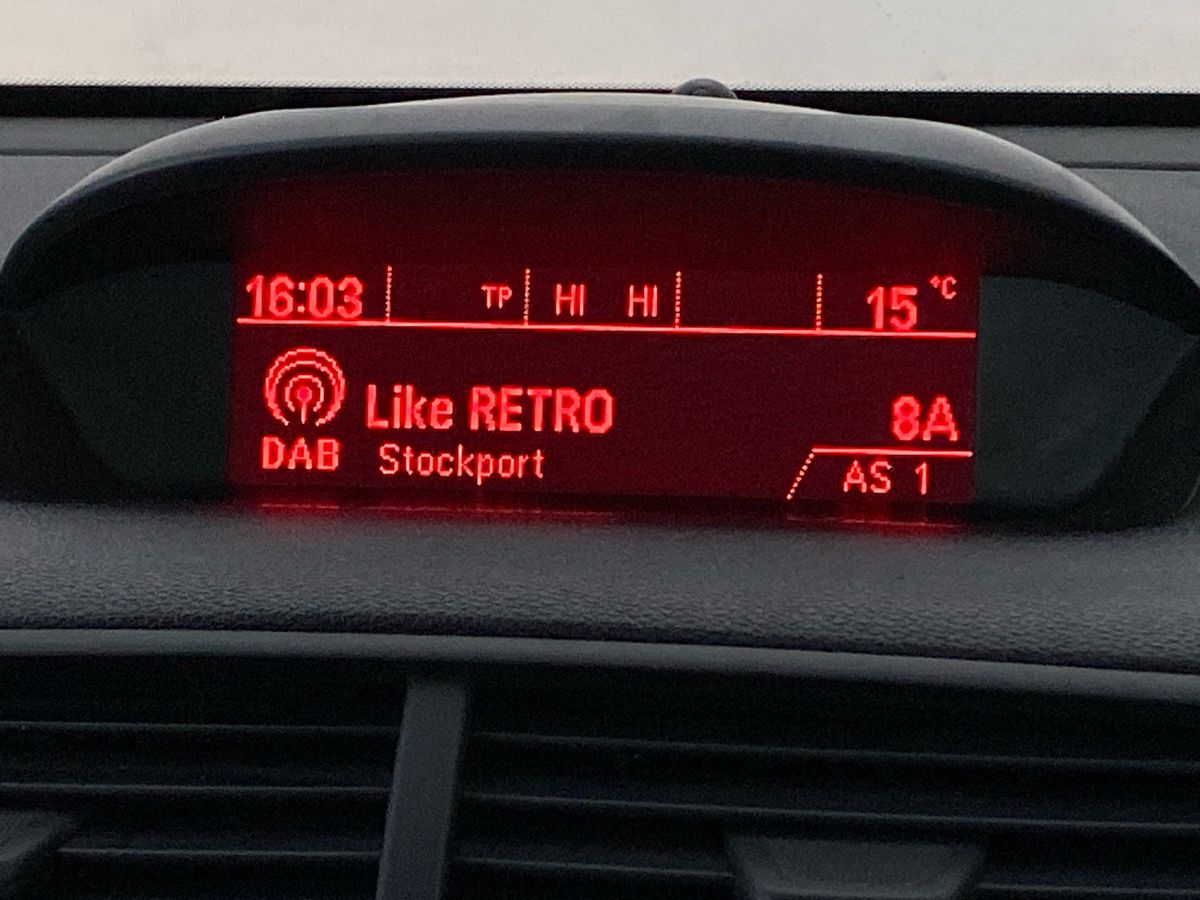 16:03 TP HI HI 15 °C
Like RETRO 8A
DAB Stockport AS 1